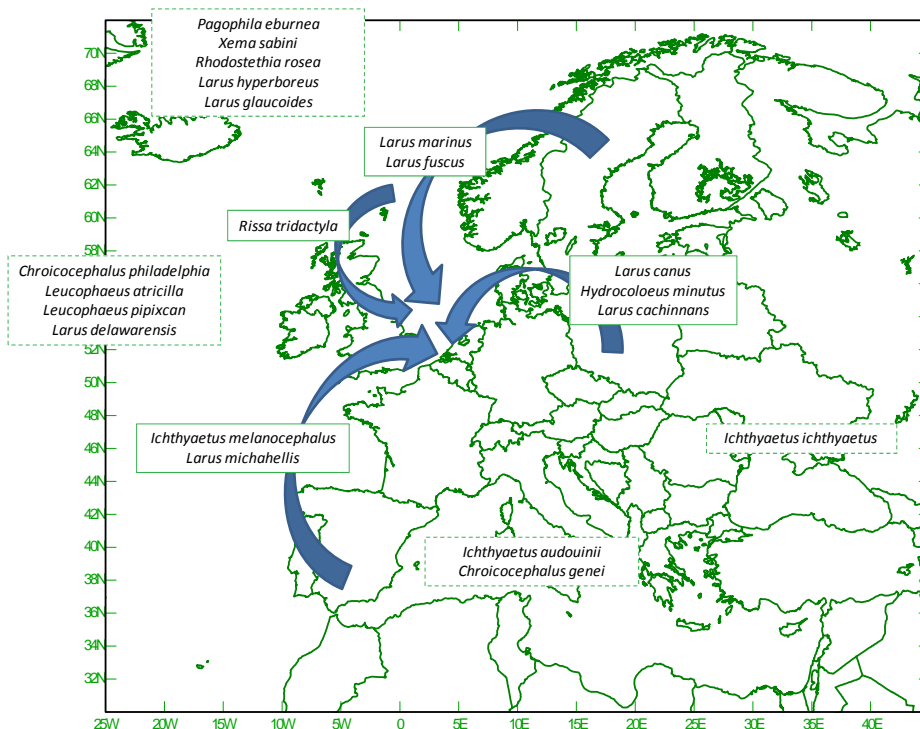 Pagophila eburnea
Xema sabini
Rhodostethia rosea
Larus hyperboreus
Larus glaucoides
Larus marinus
Larus fuscus
Rissa tridactyla
Chroicocephalus philadelphia
Leucophaeus atricilla
Leucophaeus pipixcan
Larus delawarensis
Larus canus
Hydrocoloeus minutus
Larus cachinnans
Ichthyaetus melanocephalus
Larus michahellis
Ichthyaetus ichthyaetus
Ichthyaetus audouinii
Chroicocephalus genei
70N
68N
66N
64N
62N
60N
58N
52N
50N
48N
46N
44N
42N
40N
38N
36N
34N
32N
25W 20W 15W 10W 5W 0 5E 10E 15E 20E 25E 30E 35E 40E